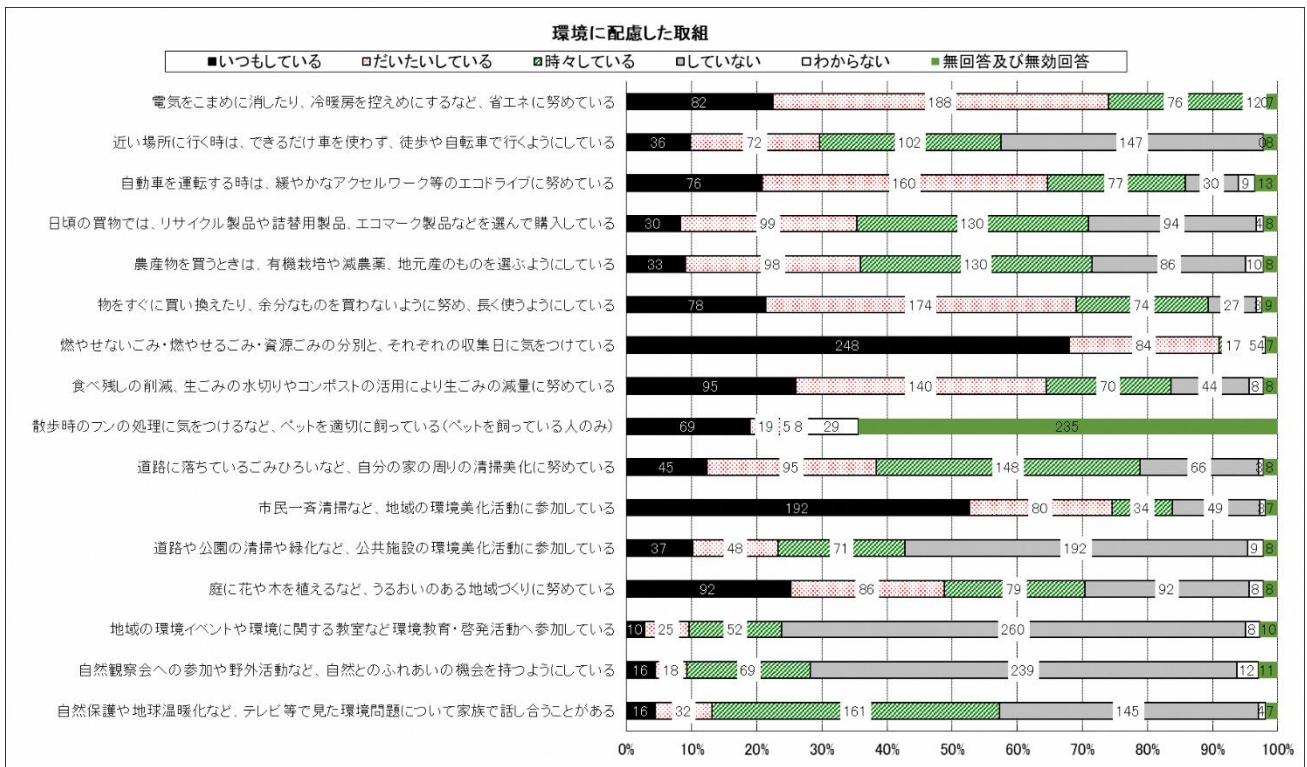 環境に配慮した取組
■いつもしている ▩だいたいしている ▨時々している ■していない □わからない ■無回答及び無効回答
電気をこまめに消したり、冷暖房を控えめにするなど、省エネに努めている 82 188 76 12 0 7
近い場所に行く時は、できるだけ車を使わず、徒歩や自転車で行くようにしている 36 72 102 147 0 8
自動車を運転する時は、緩やかなアクセルワーク等のエコドライブに努めている 76 160 77 30 9 13
日頃の買物では、リサイクル製品や詰替用製品、エコマーク製品などを選んで購入している 30 99 130 94 4 8
農産物を買うときは、有機栽培や減農薬、地元産のものを選ぶようにしている 33 98 130 86 10 8
物をすぐに買い換えたり、余分なものを買わないように努め、長く使うようにしている 78 174 74 27 3 9
燃やせないごみ・燃やせるごみ・資源ごみの分別と、それぞれの収集日に気をつけている 248 84 17 5 4 7
食べ残しの削減、生ごみの水切りやコンポストの活用により生ごみの減量に努めている 95 140 70 44 8 8
散歩時のフンの処理に気をつけるなど、ペットを適切に飼っている(ペットを飼っている人のみ) 69 19 5 8 29 235
道路に落ちているごみひろいなど、自分の家の周りの清掃美化に努めている 45 95 148 66 3 8
市民一斉清掃など、地域の環境美化活動に参加している 192 80 34 49 3 7
道路や公園の清掃や緑化など、公共施設の環境美化活動に参加している 37 48 71 192 9 8
庭に花や木を植えるなど、うるおいのある地域づくりに努めている 92 86 79 92 8 8
地域の環境イベントや環境に関する教室など環境教育・啓発活動へ参加している 10 25 52 260 8 10
自然観察会への参加や野外活動など、自然とのふれあいの機会を持つようにしている 16 18 69 239 12 11
自然保護や地球温暖化など、テレビ等で見た環境問題について家族で話し合うことがある 16 32 161 145 4 7
0% 10% 20% 30% 40% 50% 60% 70% 80% 90% 100%